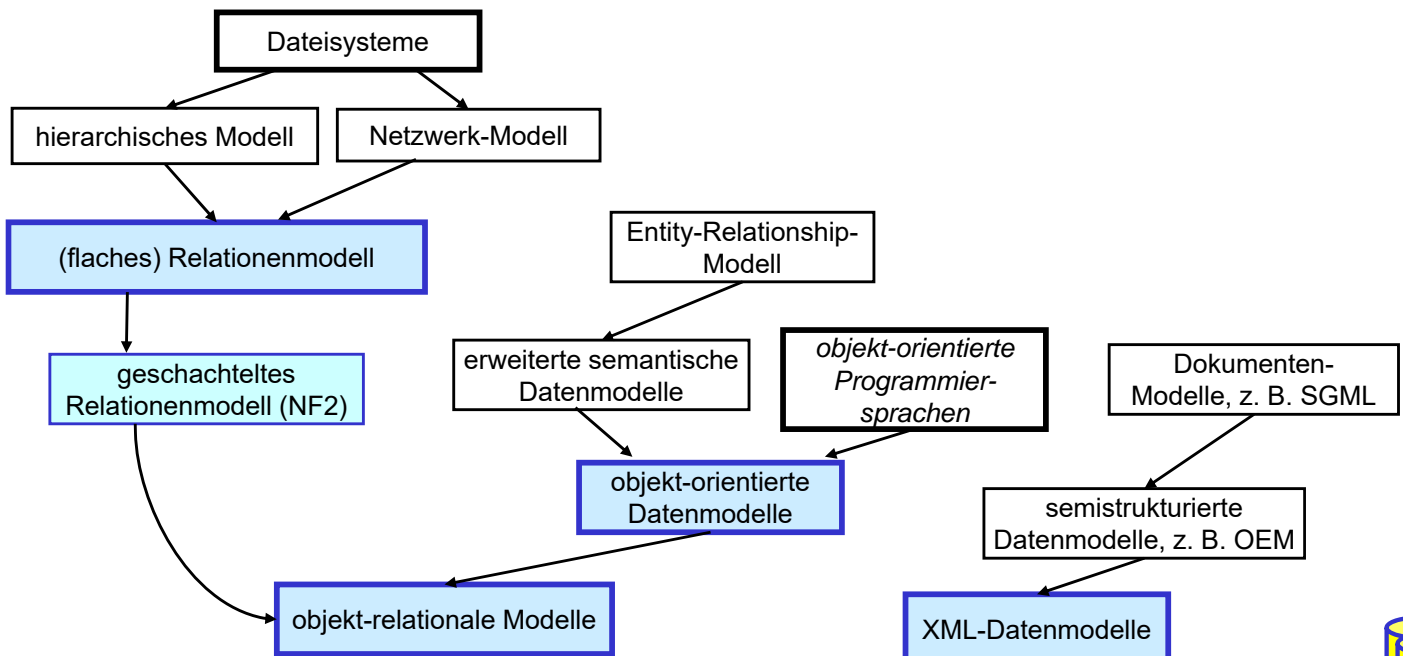 Dateisysteme
hierarchisches Modell
Netzwerk-Modell
(flaches) Relationenmodell
Entity-Relationship-
Modell
geschachteltes
Relationenmodell (NF2)
erweiterte semantische
Datenmodelle
objekt-orientierte
Programmier-
sprachen
Dokumenten-
Modelle, z. B. SGML
objekt-orientierte
Datenmodelle
semistrukturierte
Datenmodelle, z. B. OEM
objekt-relationale Modelle
XML-Datenmodelle